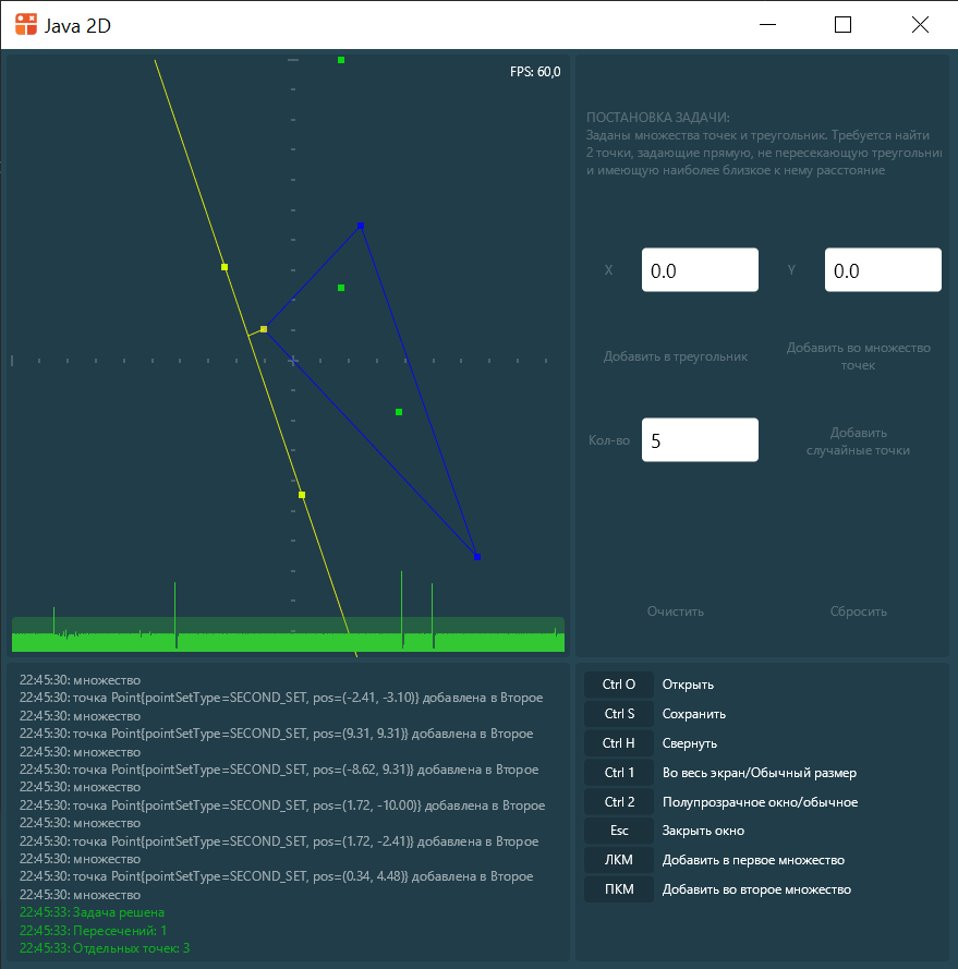 Java 2D
FPS: 60,0
ПОСТАНОВКА ЗАДАЧИ:
Заданы множества точек и треугольник. Требуется найти
2 точки, задающие прямую, не пересекающую треугольни
и имеющую наиболее близкое к нему расстояние
X
0.0
Y
0.0
Добавить в треугольник
Добавить во множество
точек
Кол-во
5
Добавить
случайные точки
Очистить
Сбросить
22:45:30: множество
22:45:30: точка Point{pointSetType=SECOND_SET, pos=(-2.41, -3.10)} добавлена в Второе
22:45:30: множество
22:45:30: точка Point{pointSetType=SECOND_SET, pos=(9.31, 9.31)} добавлена в Второе
22:45:30: множество
22:45:30: точка Point{pointSetType=SECOND_SET, pos=(-8.62, 9.31)} добавлена в Второе
22:45:30: множество
22:45:30: точка Point{pointSetType=SECOND_SET, pos=(1.72, -10.00)} добавлена в Второе
22:45:30: множество
22:45:30: точка Point{pointSetType=SECOND_SET, pos=(1.72, -2.41)} добавлена в Второе
22:45:30: множество
22:45:30: точка Point{pointSetType=SECOND_SET, pos=(0.34, 4.48)} добавлена в Второе
22:45:30: множество
22:45:33: Задача решена
22:45:33: Пересечений: 1
22:45:33: Отдельных точек: 3
Ctrl O Открыть
Ctrl S Сохранить
Ctrl H Свернуть
Ctrl 1 Во весь экран/Обычный размер
Ctrl 2 Полупрозрачное окно/обычное
Esc Закрыть окно
ЛКМ Добавить в первое множество
ПКМ Добавить во второе множество